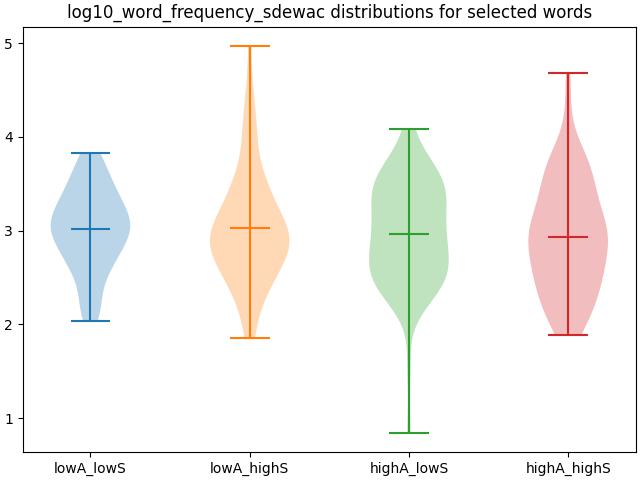 log10_word_frequency_sdewac distributions for selected words
5
4
3
2
1
lowA_lowS
lowA_highS
highA_lowS
highA_highS